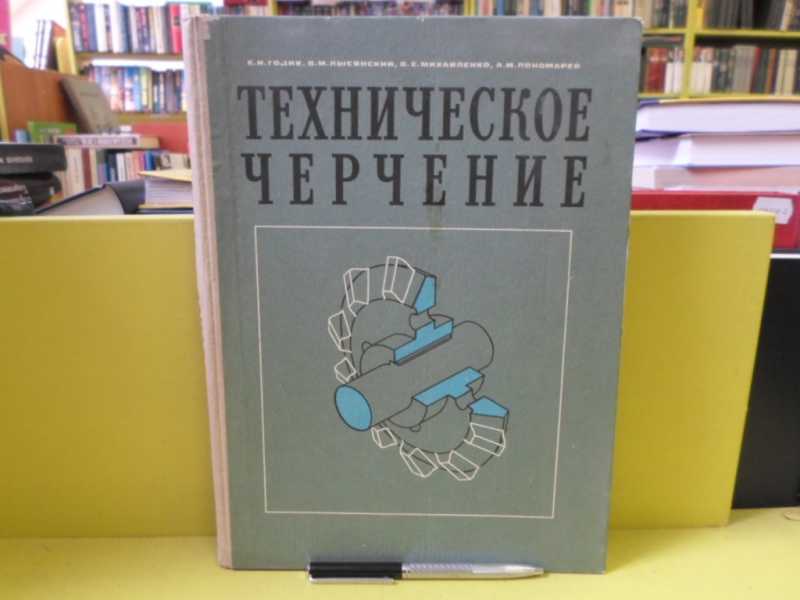 Е.И. ГОДИК, В.М. ЛЫСЯНСКИЙ, В.Е. МИХАЙЛЕНКО, А.М. ПОНОМАРЕВ
ТЕХНИЧЕСКОЕ
ЧЕРЧЕНИЕ